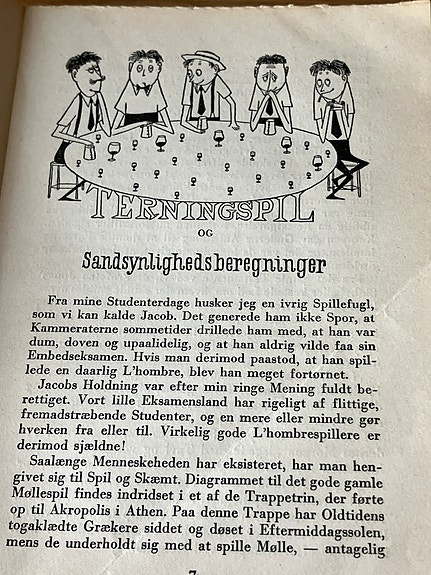 TERNINGSPIL
OG
Sandsynlighedsberegninger
Fra mine Studenterdage husker jeg en ivrig Spillefugl,
som vi kan kalde Jacob. Det generede ham ikke Spor, at
Kammeraterne sommetider drillede ham med, at han var
dum, doven og upaalidelig, og at han aldrig vilde faa sin
Embedseksamen. Hvis man derimod paastod, at han spil-
lede en daarlig L'hombre, blev han meget fortørnet.
Jacobs Holdning var efter min ringe Mening fuldt be-
rettiget. Vort lille Eksamensland har rigeligt af flittige,
fremadstræbende Studenter, og en mere eller mindre gør
hverken fra eller til. Virkelig gode L'hombrespillere er
derimod sjældne!
Saalænge Menneskeheden har eksisteret, har man hen-
givet sig til Spil og Skæmt. Diagrammet til det gode gamle
Møllespil findes indridset i et af de Trappetrin, der førte
op til Akropolis i Athen. Paa denne Trappe har Oldtidens
togaklædte Grækere siddet og døset i Eftermiddagssolen,
mens de underholdt sig med at spille Mølle, — antagelig
7